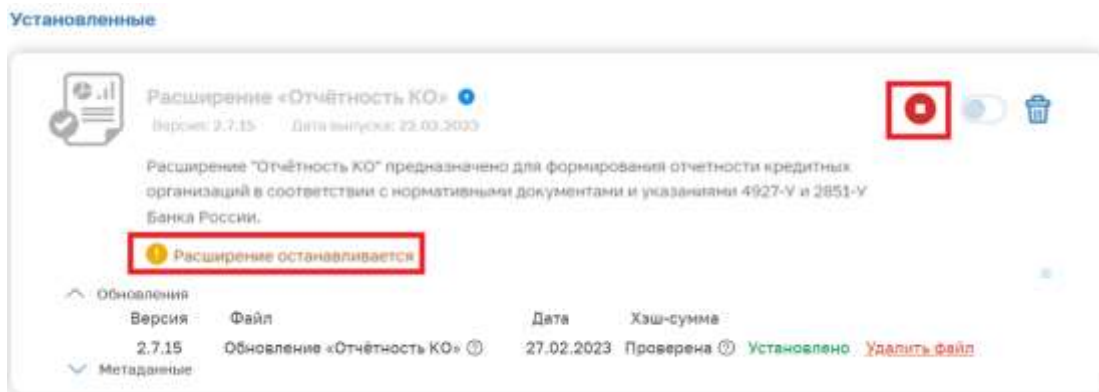 Установленные
Расширение «Отчётность КО»
Версия: 2.7.15 Дата выпуска: 22.02.2023
Расширение "Отчётность КО" предназначено для формирования отчетности кредитных
организаций в соответствии с нормативными документами и указаниями 4927-У и 2851-У
Банка России.
Расширение останавливается
Обновления
Версия Файл Дата Хэш-сумма
2.7.15 Обновление «Отчётность КО» 27.02.2023 Проверена Установлено Удалить файл
Метаданные